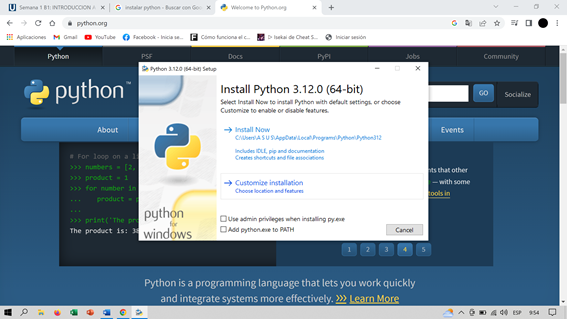 Semana 1 B1: INTRODUCCION A
instalar python - Buscar con Goo
Welcome to Python.org
python.org
Aplicaciones
Gmail
YouTube
Facebook - Inicia se...
Cómo funciona el c...
▷ Isekai de Cheat S...
Iniciar sesión
Python
PSF
Docs
PyPI
Jobs
Community
python™
GO
Socialize
About
Events
Python 3.12.0 (64-bit) Setup
Install Python 3.12.0 (64-bit)
Select Install Now to install Python with default settings, or choose
Customize to enable or disable features.
Install Now
C:\Users\A S U S\AppData\Local\Programs\Python\Python312
Includes IDLE, pip and documentation
Creates shortcuts and file associations
Customize installation
Choose location and features
Use admin privileges when installing py.exe
Add python.exe to PATH
Cancel
python
for
windows
# For loop on a li
>>> numbers = [2,
>>> product = 1
>>> for number in
... product = p
...
>>> print('The pro
The product is: 38
ents that other
— with some
tools in
1 2 3 4 5
Python is a programming language that lets you work quickly
and integrate systems more effectively. >>> Learn More
ESP
9:54